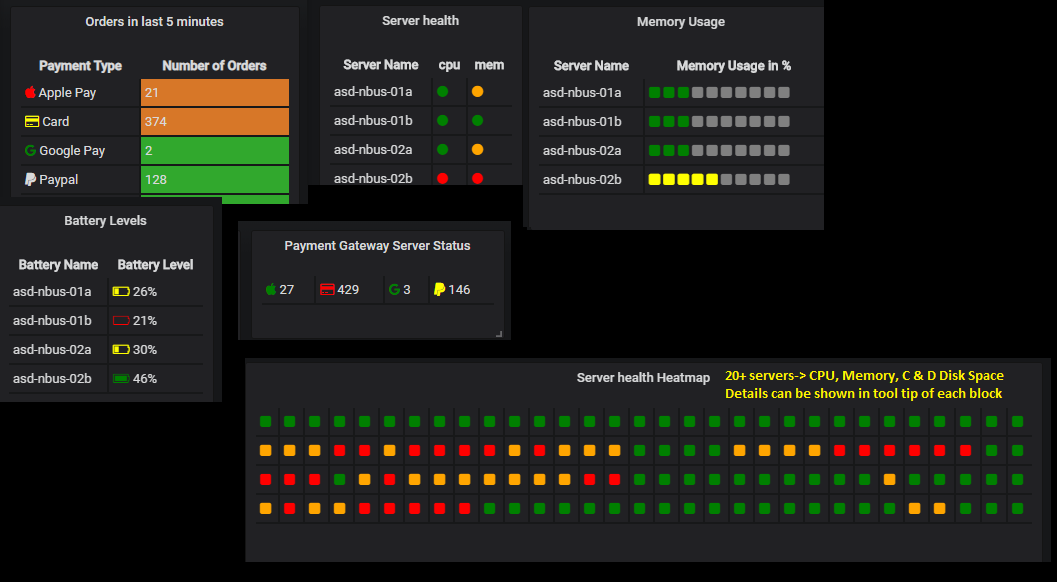 Orders in last 5 minutes
Payment Type Number of Orders
Apple Pay 21
Card 374
Google Pay 2
Paypal 128
Server health
Server Name cpu mem
asd-nbus-01a
asd-nbus-01b
asd-nbus-02a
asd-nbus-02b
Memory Usage
Server Name Memory Usage in %
asd-nbus-01a
asd-nbus-01b
asd-nbus-02a
asd-nbus-02b
Battery Levels
Battery Name Battery Level
asd-nbus-01a 26%
asd-nbus-01b 21%
asd-nbus-02a 30%
asd-nbus-02b 46%
Payment Gateway Server Status
27 429 3 146
Server health Heatmap
20+ servers-> CPU, Memory, C & D Disk Space
Details can be shown in tool tip of each block